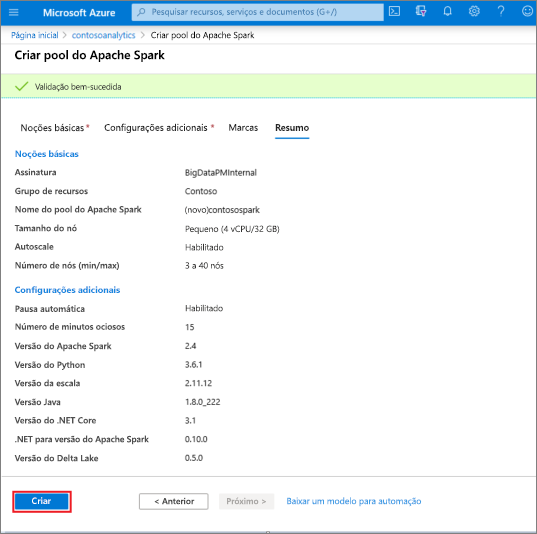 Microsoft Azure
Pesquisar recursos, serviços e documentos (G+/)
Página inicial > contosoanalytics > Criar pool do Apache Spark
Criar pool do Apache Spark
Validação bem-sucedida
Noções básicas * Configurações adicionais * Marcas Resumo
Noções básicas
Assinatura BigDataPMInternal
Grupo de recursos Contoso
Nome do pool do Apache Spark (novo)contosospark
Tamanho do nó Pequeno (4 vCPU/32 GB)
Autoscale Habilitado
Número de nós (min/max) 3 a 40 nós
Configurações adicionais
Pausa automática Habilitado
Número de minutos ociosos 15
Versão do Apache Spark 2.4
Versão do Python 3.6.1
Versão da escala 2.11.12
Versão Java 1.8.0_222
Versão do .NET Core 3.1
.NET para versão do Apache Spark 0.10.0
Versão do Delta Lake 0.5.0
Criar < Anterior Próximo > Baixar um modelo para automação